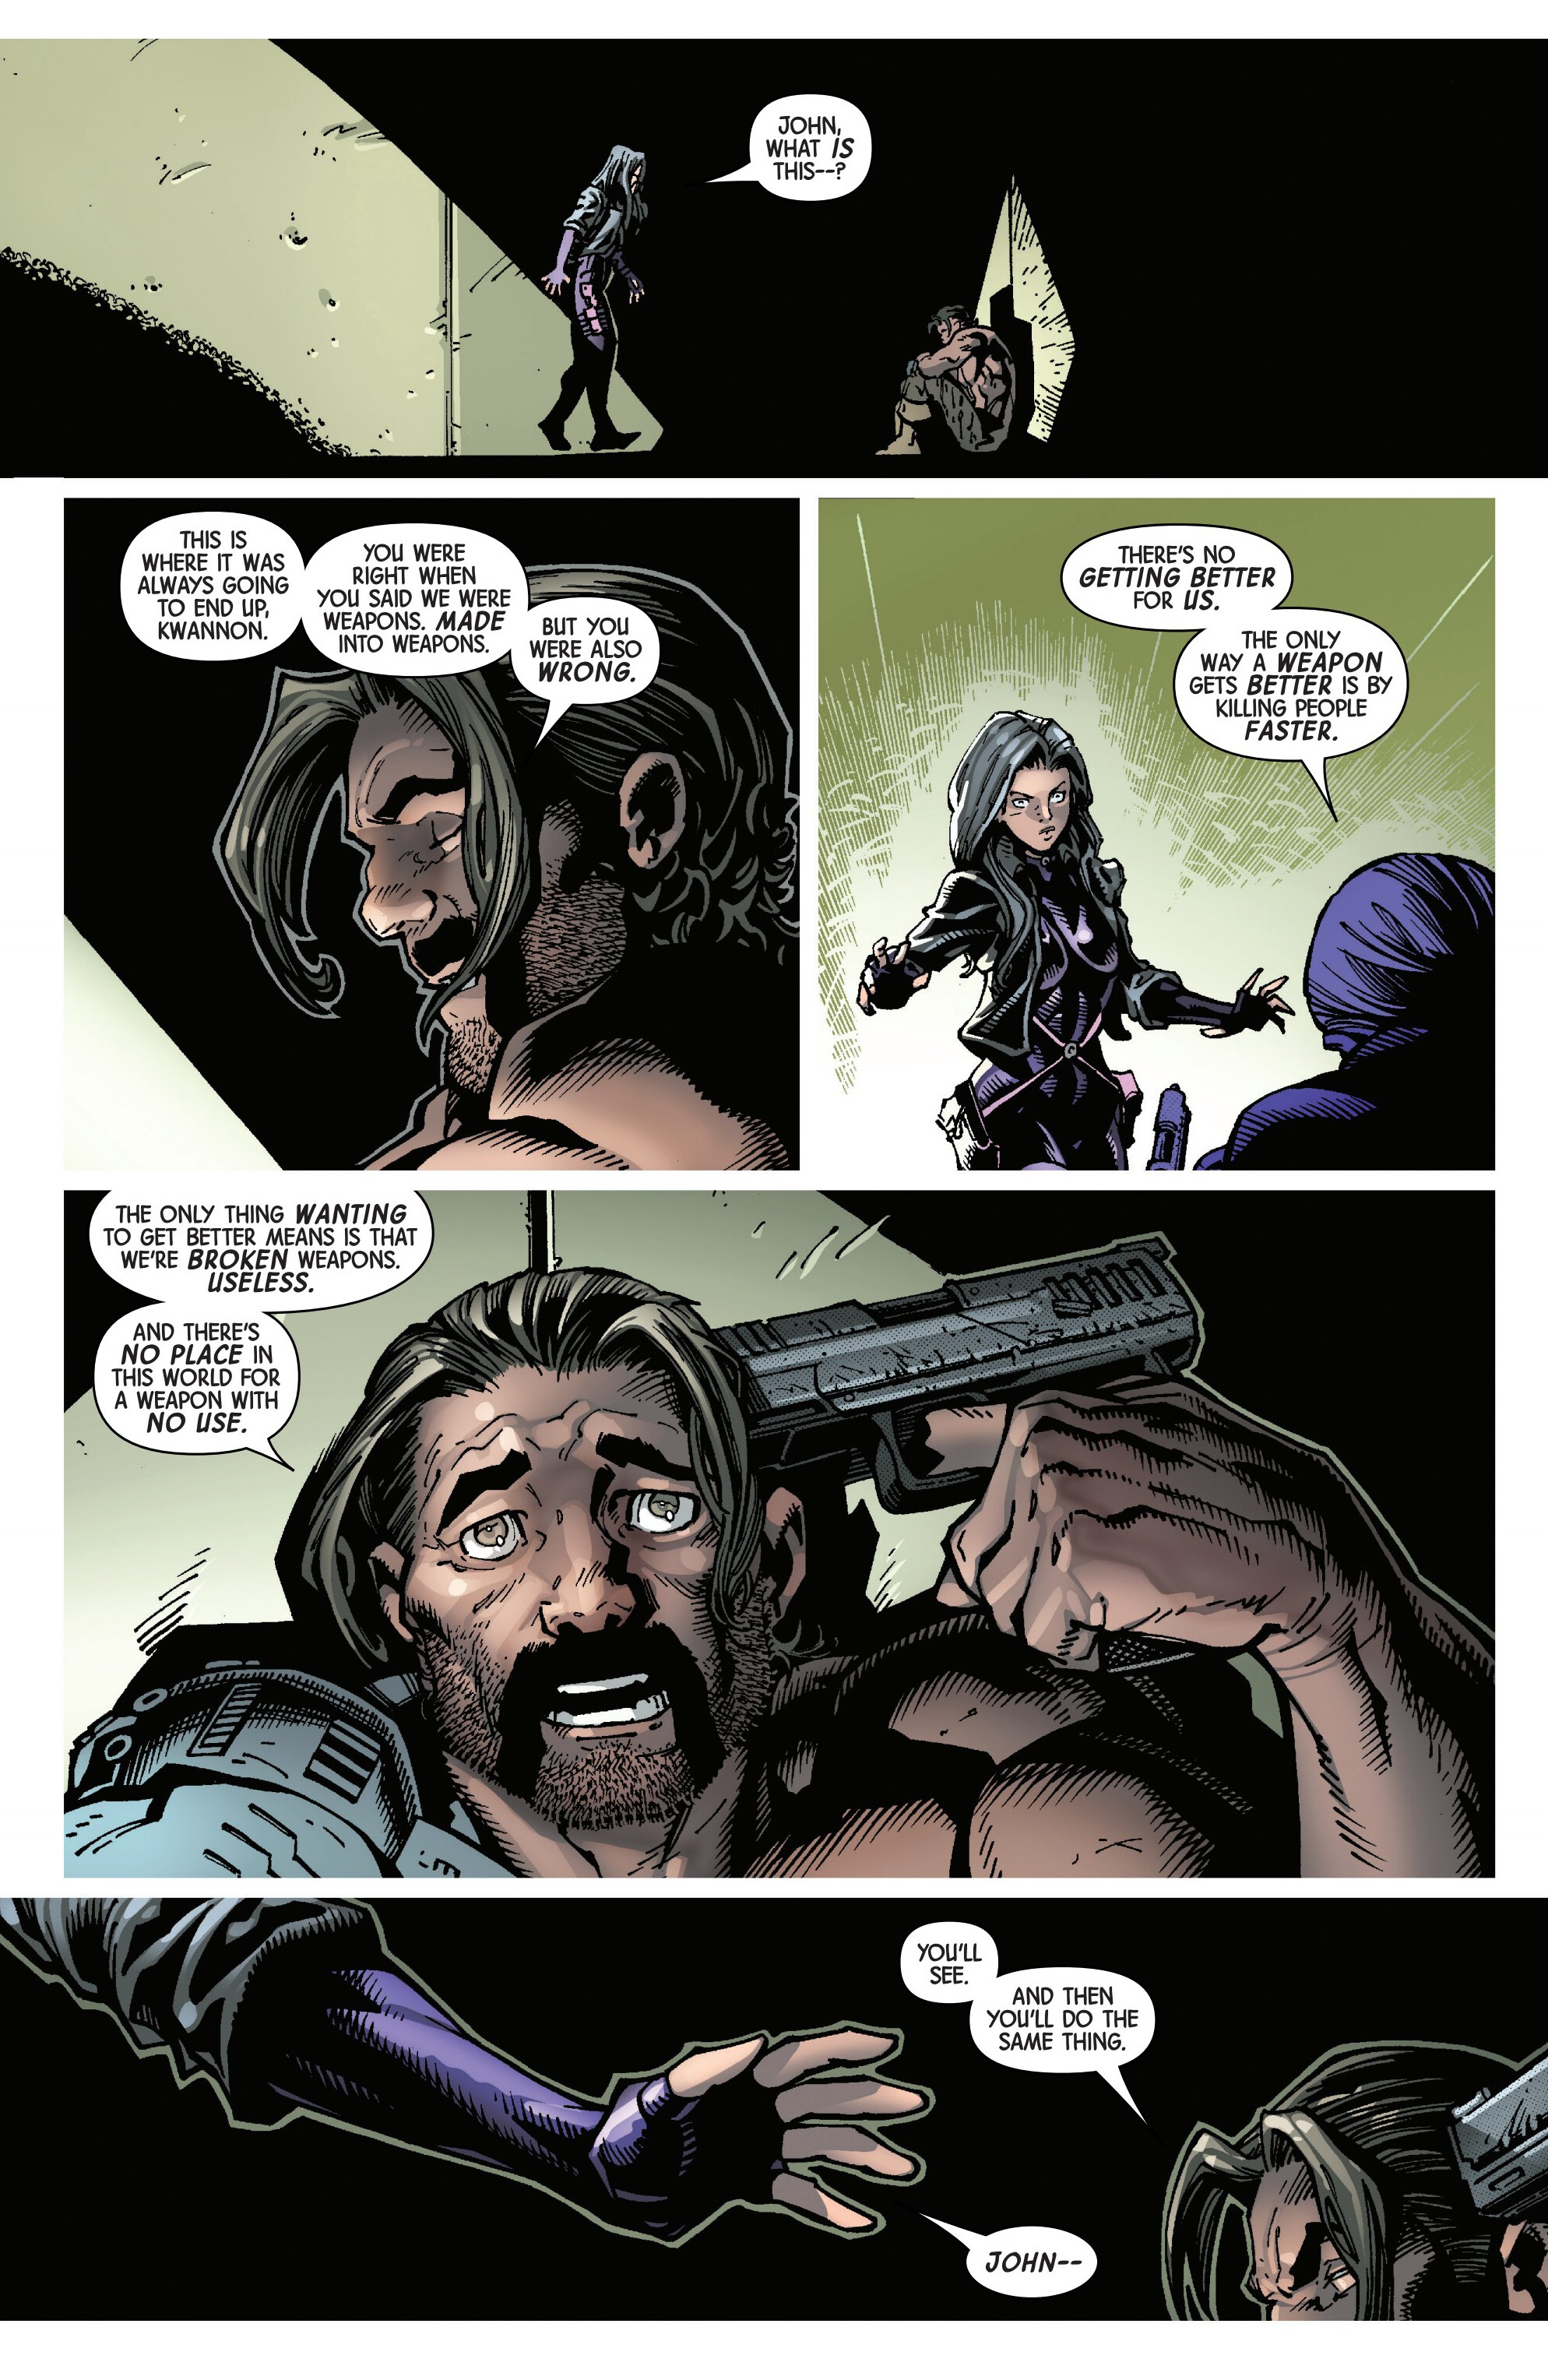 JOHN,
WHAT IS
THIS--?
THIS IS
WHERE IT WAS
ALWAYS GOING
TO END UP,
KWANNON.
YOU WERE
RIGHT WHEN
YOU SAID WE WERE
WEAPONS. MADE
INTO WEAPONS.
BUT YOU
WERE ALSO
WRONG.
THERE'S NO
GETTING BETTER
FOR US.
THE ONLY
WAY A WEAPON
GETS BETTER IS BY
KILLING PEOPLE
FASTER.
THE ONLY THING WANTING
TO GET BETTER MEANS IS THAT
WE'RE BROKEN WEAPONS.
USELESS.
AND THERE'S
NO PLACE IN
THIS WORLD FOR
A WEAPON WITH
NO USE.
YOU'LL
SEE.
AND THEN
YOU'LL DO THE
SAME THING.
JOHN--